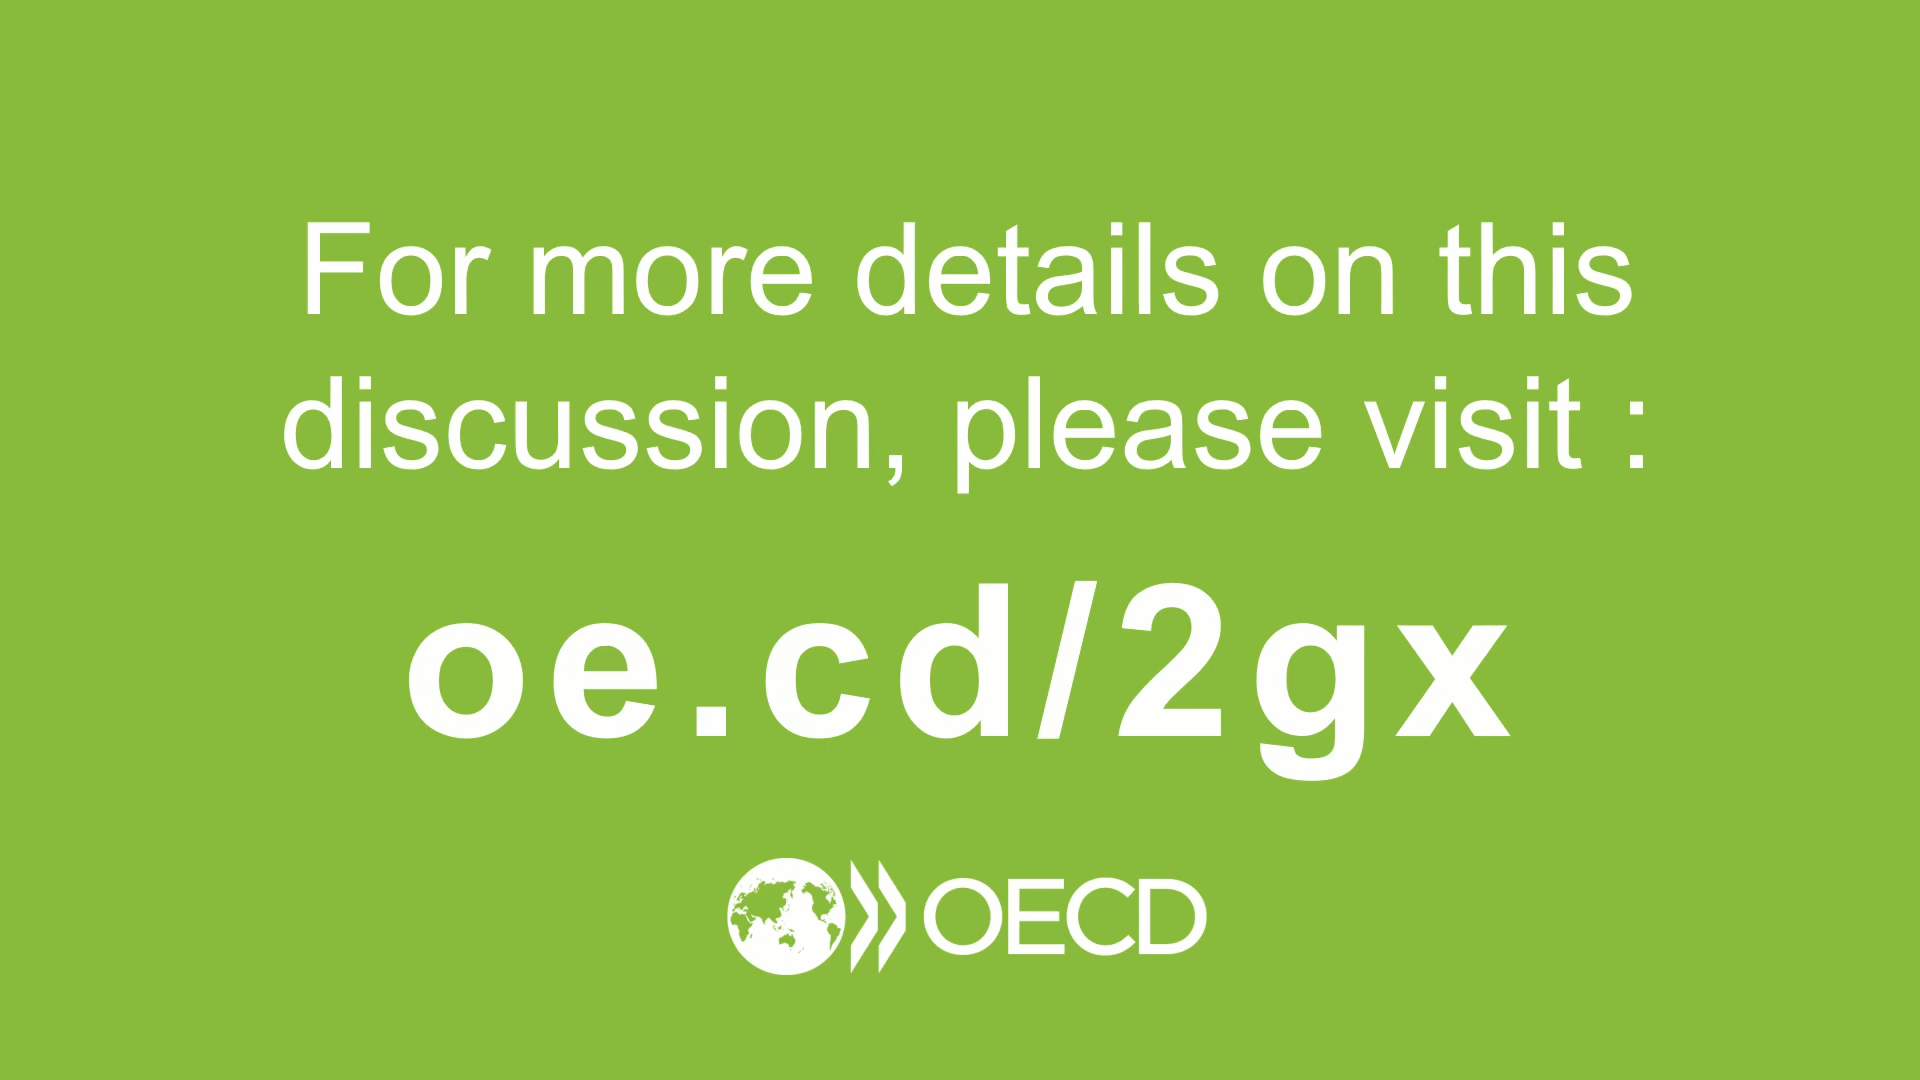 For more details on this
discussion, please visit :
oe.cd/2gx
OECD